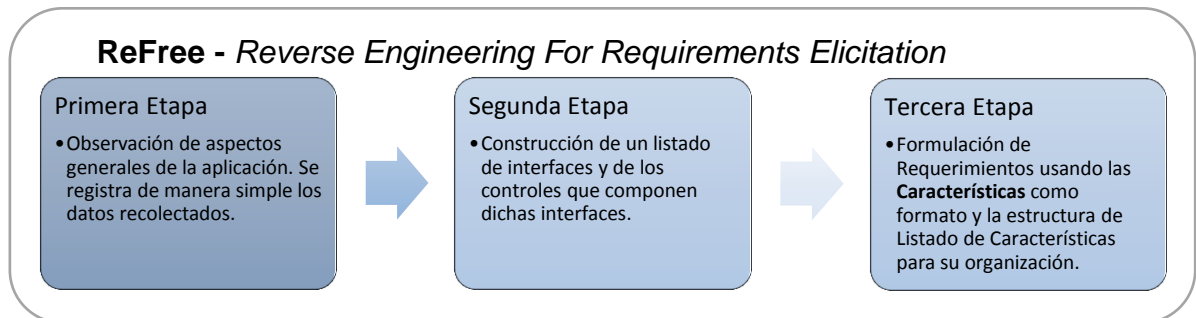 ReFree - Reverse Engineering For Requirements Elicitation
Primera Etapa
•Observación de aspectos
generales de la aplicación. Se
registra de manera simple los
datos recolectados.
Segunda Etapa
•Construcción de un listado
de interfaces y de los
controles que componen
dichas interfaces.
Tercera Etapa
•Formulación de
Requerimientos usando las
Características como
formato y la estructura de
Listado de Características
para su organización.